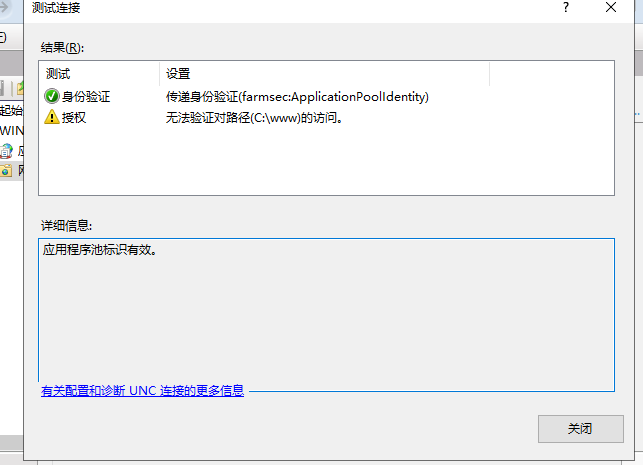 测试连接
?
结果(R):
测试 设置
身份验证 传递身份验证(farmsec:ApplicationPoolIdentity)
授权 无法验证对路径(C:\www)的访问。
起始
WIN
详细信息:
应用程序池标识有效。
有关配置和诊断 UNC 连接的更多信息
关闭